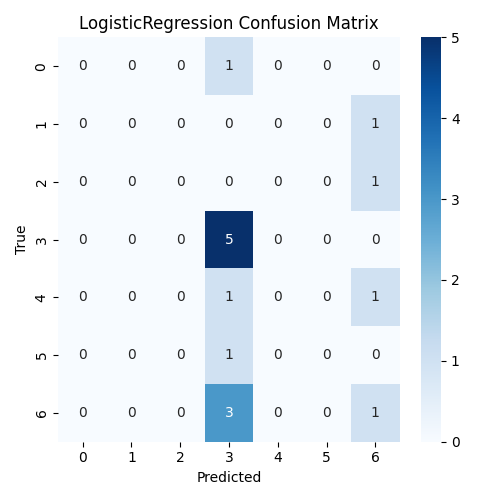 LogisticRegression Confusion Matrix
True
0 0 0 0 1 0 0 0
1 0 0 0 0 0 0 1
2 0 0 0 0 0 0 1
3 0 0 0 5 0 0 0
4 0 0 0 1 0 0 1
5 0 0 0 1 0 0 0
6 0 0 0 3 0 0 1
0 1 2 3 4 5 6
Predicted
5
4
3
2
1
0